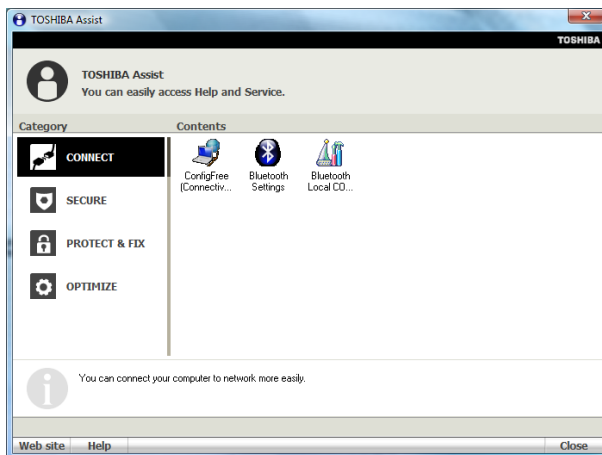 TOSHIBA Assist
TOSHIBA
TOSHIBA Assist
You can easily access Help and Service.
Category
Contents
CONNECT
SECURE
PROTECT & FIX
OPTIMIZE
ConfigFree
(Connectiv...
Bluetooth
Settings
Bluetooth
Local CO...
You can connect your computer to network more easily.
Web site
Help
Close